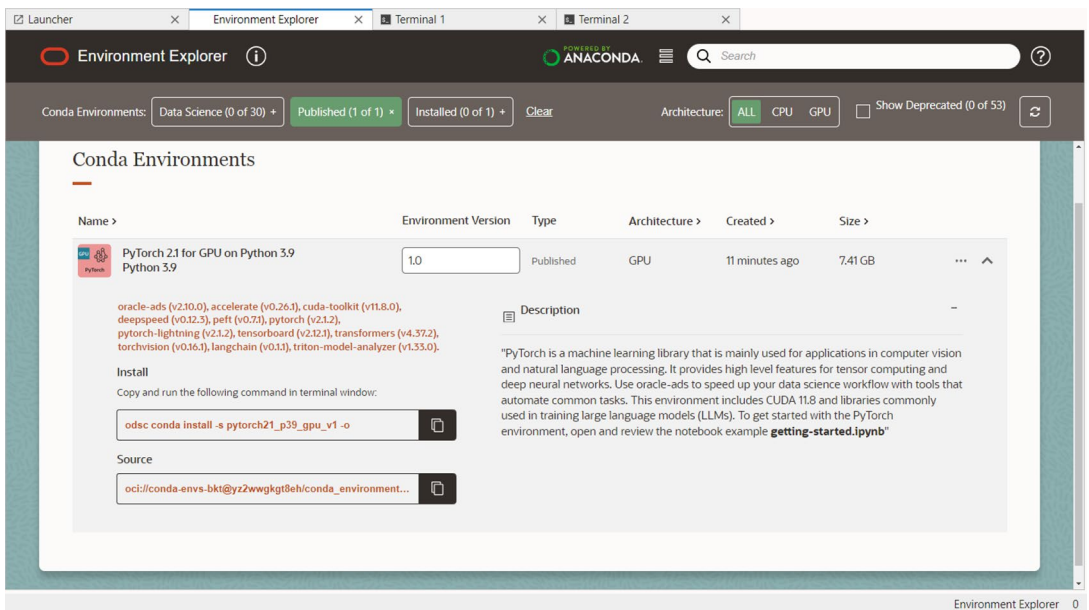 Launcher
Environment Explorer
Terminal 1
Terminal 2
Environment Explorer
POWERED BY
ANACONDA.
Search
Conda Environments:
Data Science (0 of 30) +
Published (1 of 1) ×
Installed (0 of 1) +
Clear
Architecture:
ALL CPU GPU
Show Deprecated (0 of 53)
Conda Environments
Name >
Environment Version
Type
Architecture >
Created >
Size >
GPU
PyTorch
PyTorch 2.1 for GPU on Python 3.9
Python 3.9
1.0
Published
GPU
11 minutes ago
7.41 GB
oracle-ads (v2.10.0), accelerate (v0.26.1), cuda-toolkit (v11.8.0),
deepspeed (v0.12.3), peft (v0.7.1), pytorch (v2.1.2),
pytorch-lightning (v2.1.2), tensorboard (v2.12.1), transformers (v4.37.2),
torchvision (v0.16.1), langchain (v0.1.1), triton-model-analyzer (v1.33.0).
Install
Copy and run the following command in terminal window:
odsc conda install -s pytorch21_p39_gpu_v1 -o
Source
oci://conda-envs-bkt@yz2wwgkgt8eh/conda_environment...
Description
"PyTorch is a machine learning library that is mainly used for applications in computer vision
and natural language processing. It provides high level features for tensor computing and
deep neural networks. Use oracle-ads to speed up your data science workflow with tools that
automate common tasks. This environment includes CUDA 11.8 and libraries commonly
used in training large language models (LLMs). To get started with the PyTorch
environment, open and review the notebook example getting-started.ipynb"
Environment Explorer 0